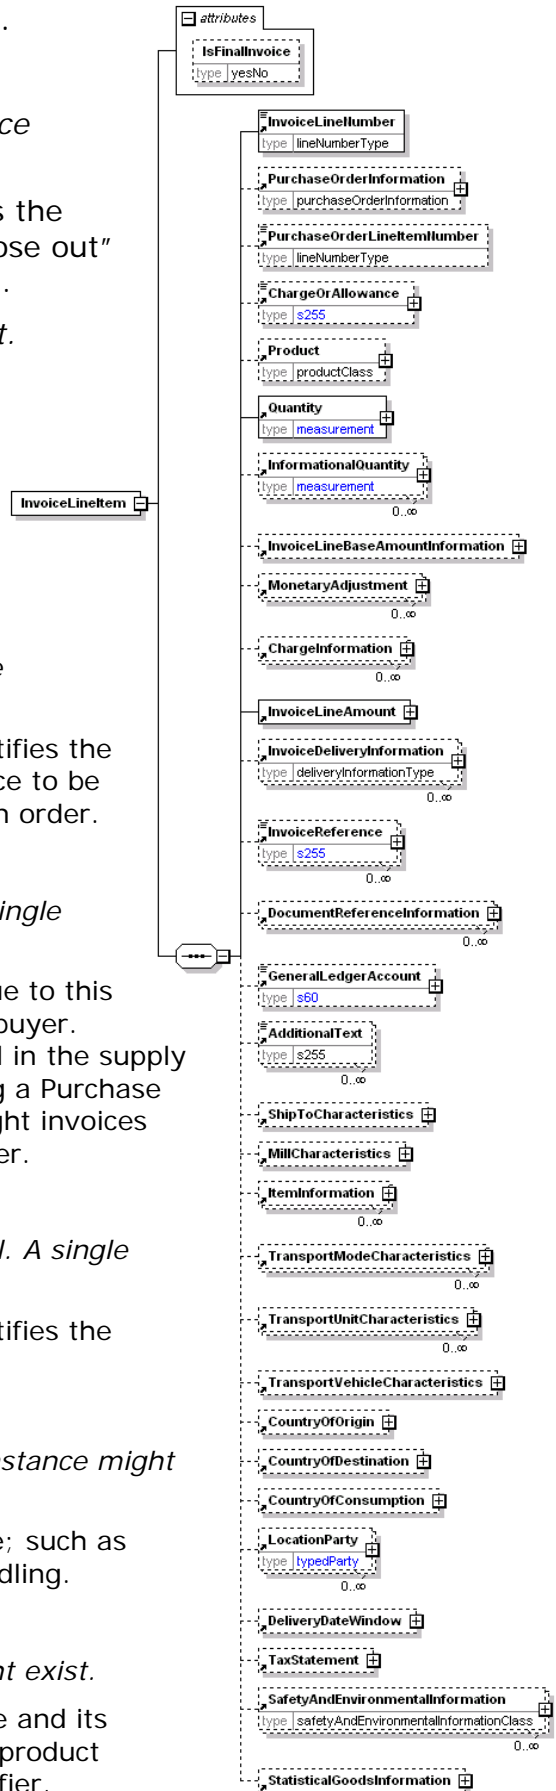 .
ce
s the
ose out"
.
t.
e
tifies the
ce to be
n order.
ingle
ue to this
buyer.
l in the supply
g a Purchase
ght invoices
er.
l. A single
tifies the
nstance might
e; such as
dling.
nt exist.
e and its
product
fier.
InvoiceLineItem
attributes
IsFinalInvoice
type yesNo
InvoiceLineNumber
type lineNumberType
PurchaseOrderInformation
type purchaseOrderInformation
PurchaseOrderLineItemNumber
type lineNumberType
ChargeOrAllowance
type s255
Product
type productClass
Quantity
type measurement
InformationalQuantity
type measurement
0..∞
InvoiceLineBaseAmountInformation
MonetaryAdjustment
0..∞
ChargeInformation
0..∞
InvoiceLineAmount
InvoiceDeliveryInformation
type deliveryInformationType
0..∞
InvoiceReference
type s255
0..∞
DocumentReferenceInformation
0..∞
GeneralLedgerAccount
type s60
AdditionalText
type s255
0..∞
ShipToCharacteristics
MillCharacteristics
ItemInformation
0..∞
TransportModeCharacteristics
0..∞
TransportUnitCharacteristics
0..∞
TransportVehicleCharacteristics
CountryOfOrigin
CountryOfDestination
CountryOfConsumption
LocationParty
type typedParty
0..∞
DeliveryDateWindow
TaxStatement
SafetyAndEnvironmentalInformation
type safetyAndEnvironmentalInformationClass
0..∞
StatisticalGoodsInformation